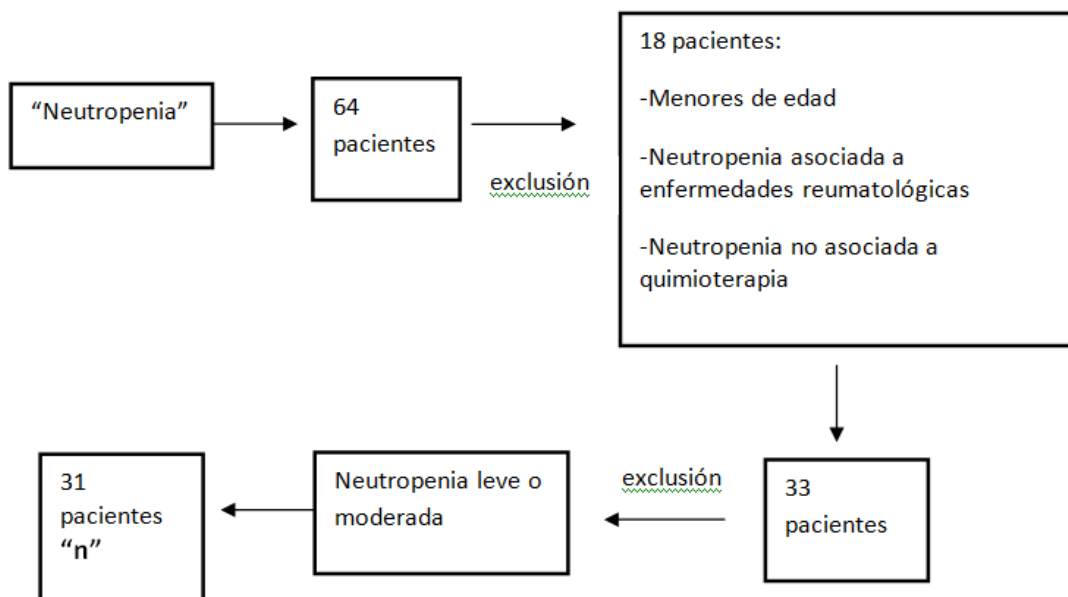 “Neutropenia”
64
pacientes
exclusión
18 pacientes:
-Menores de edad
-Neutropenia asociada a
enfermedades reumatológicas
-Neutropenia no asociada a
quimioterapia
33
pacientes
exclusión
Neutropenia leve o
moderada
31
pacientes
“n”